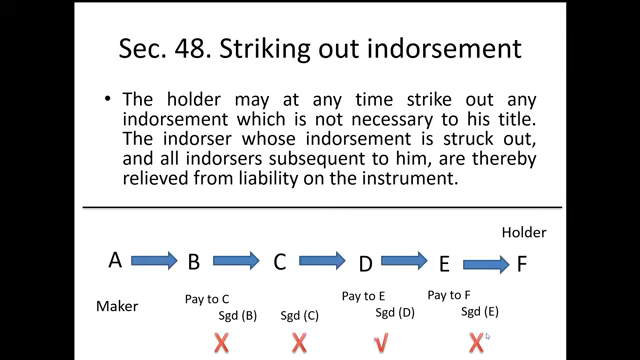 Sec. 48. Striking out indorsement
• The holder may at any time strike out any
indorsement which is not necessary to his title.
The indorser whose indorsement is struck out,
and all indorsers subsequent to him, are thereby
relieved from liability on the instrument.
Holder
A B C D E F
Maker
Pay to C
Sgd (B)
Sgd (C)
Pay to E
Sgd (D)
Pay to F
Sgd (E)
X X √ X